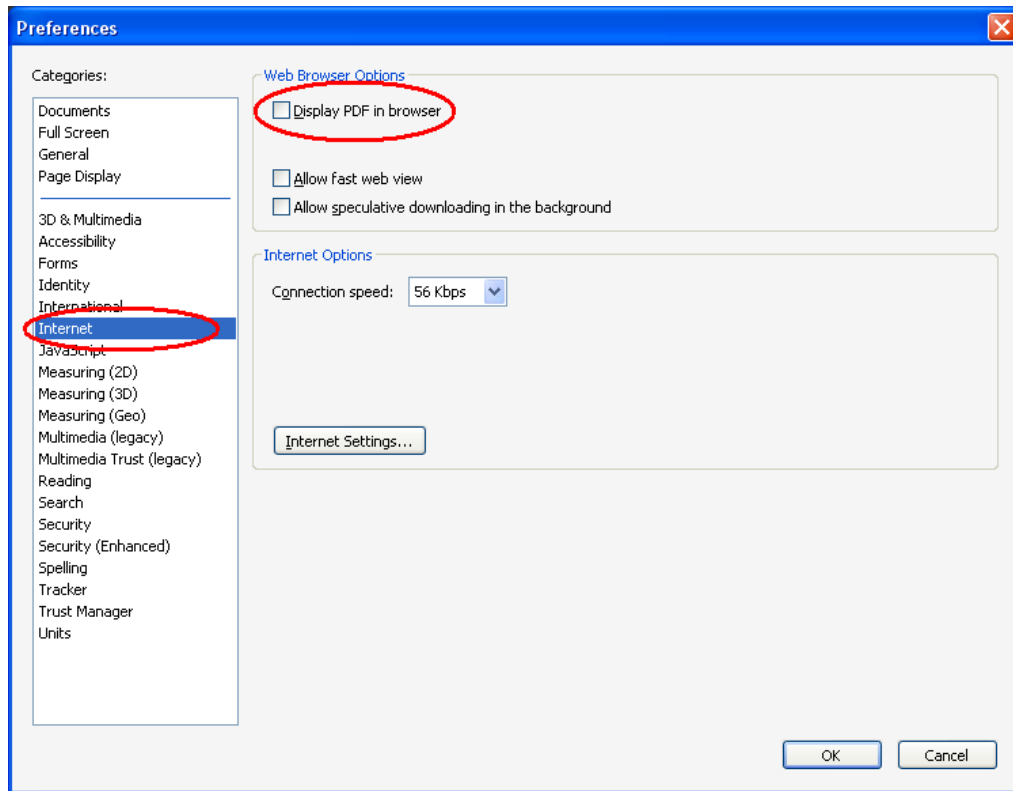 Preferences
Categories:
Documents
Full Screen
General
Page Display
3D & Multimedia
Accessibility
Forms
Identity
International
Internet
JavaScript
Measuring (2D)
Measuring (3D)
Measuring (Geo)
Multimedia (legacy)
Multimedia Trust (legacy)
Reading
Search
Security
Security (Enhanced)
Spelling
Tracker
Trust Manager
Units
Web Browser Options
Display PDF in browser
Allow fast web view
Allow speculative downloading in the background
Internet Options
Connection speed: 56 Kbps
Internet Settings...
OK Cancel